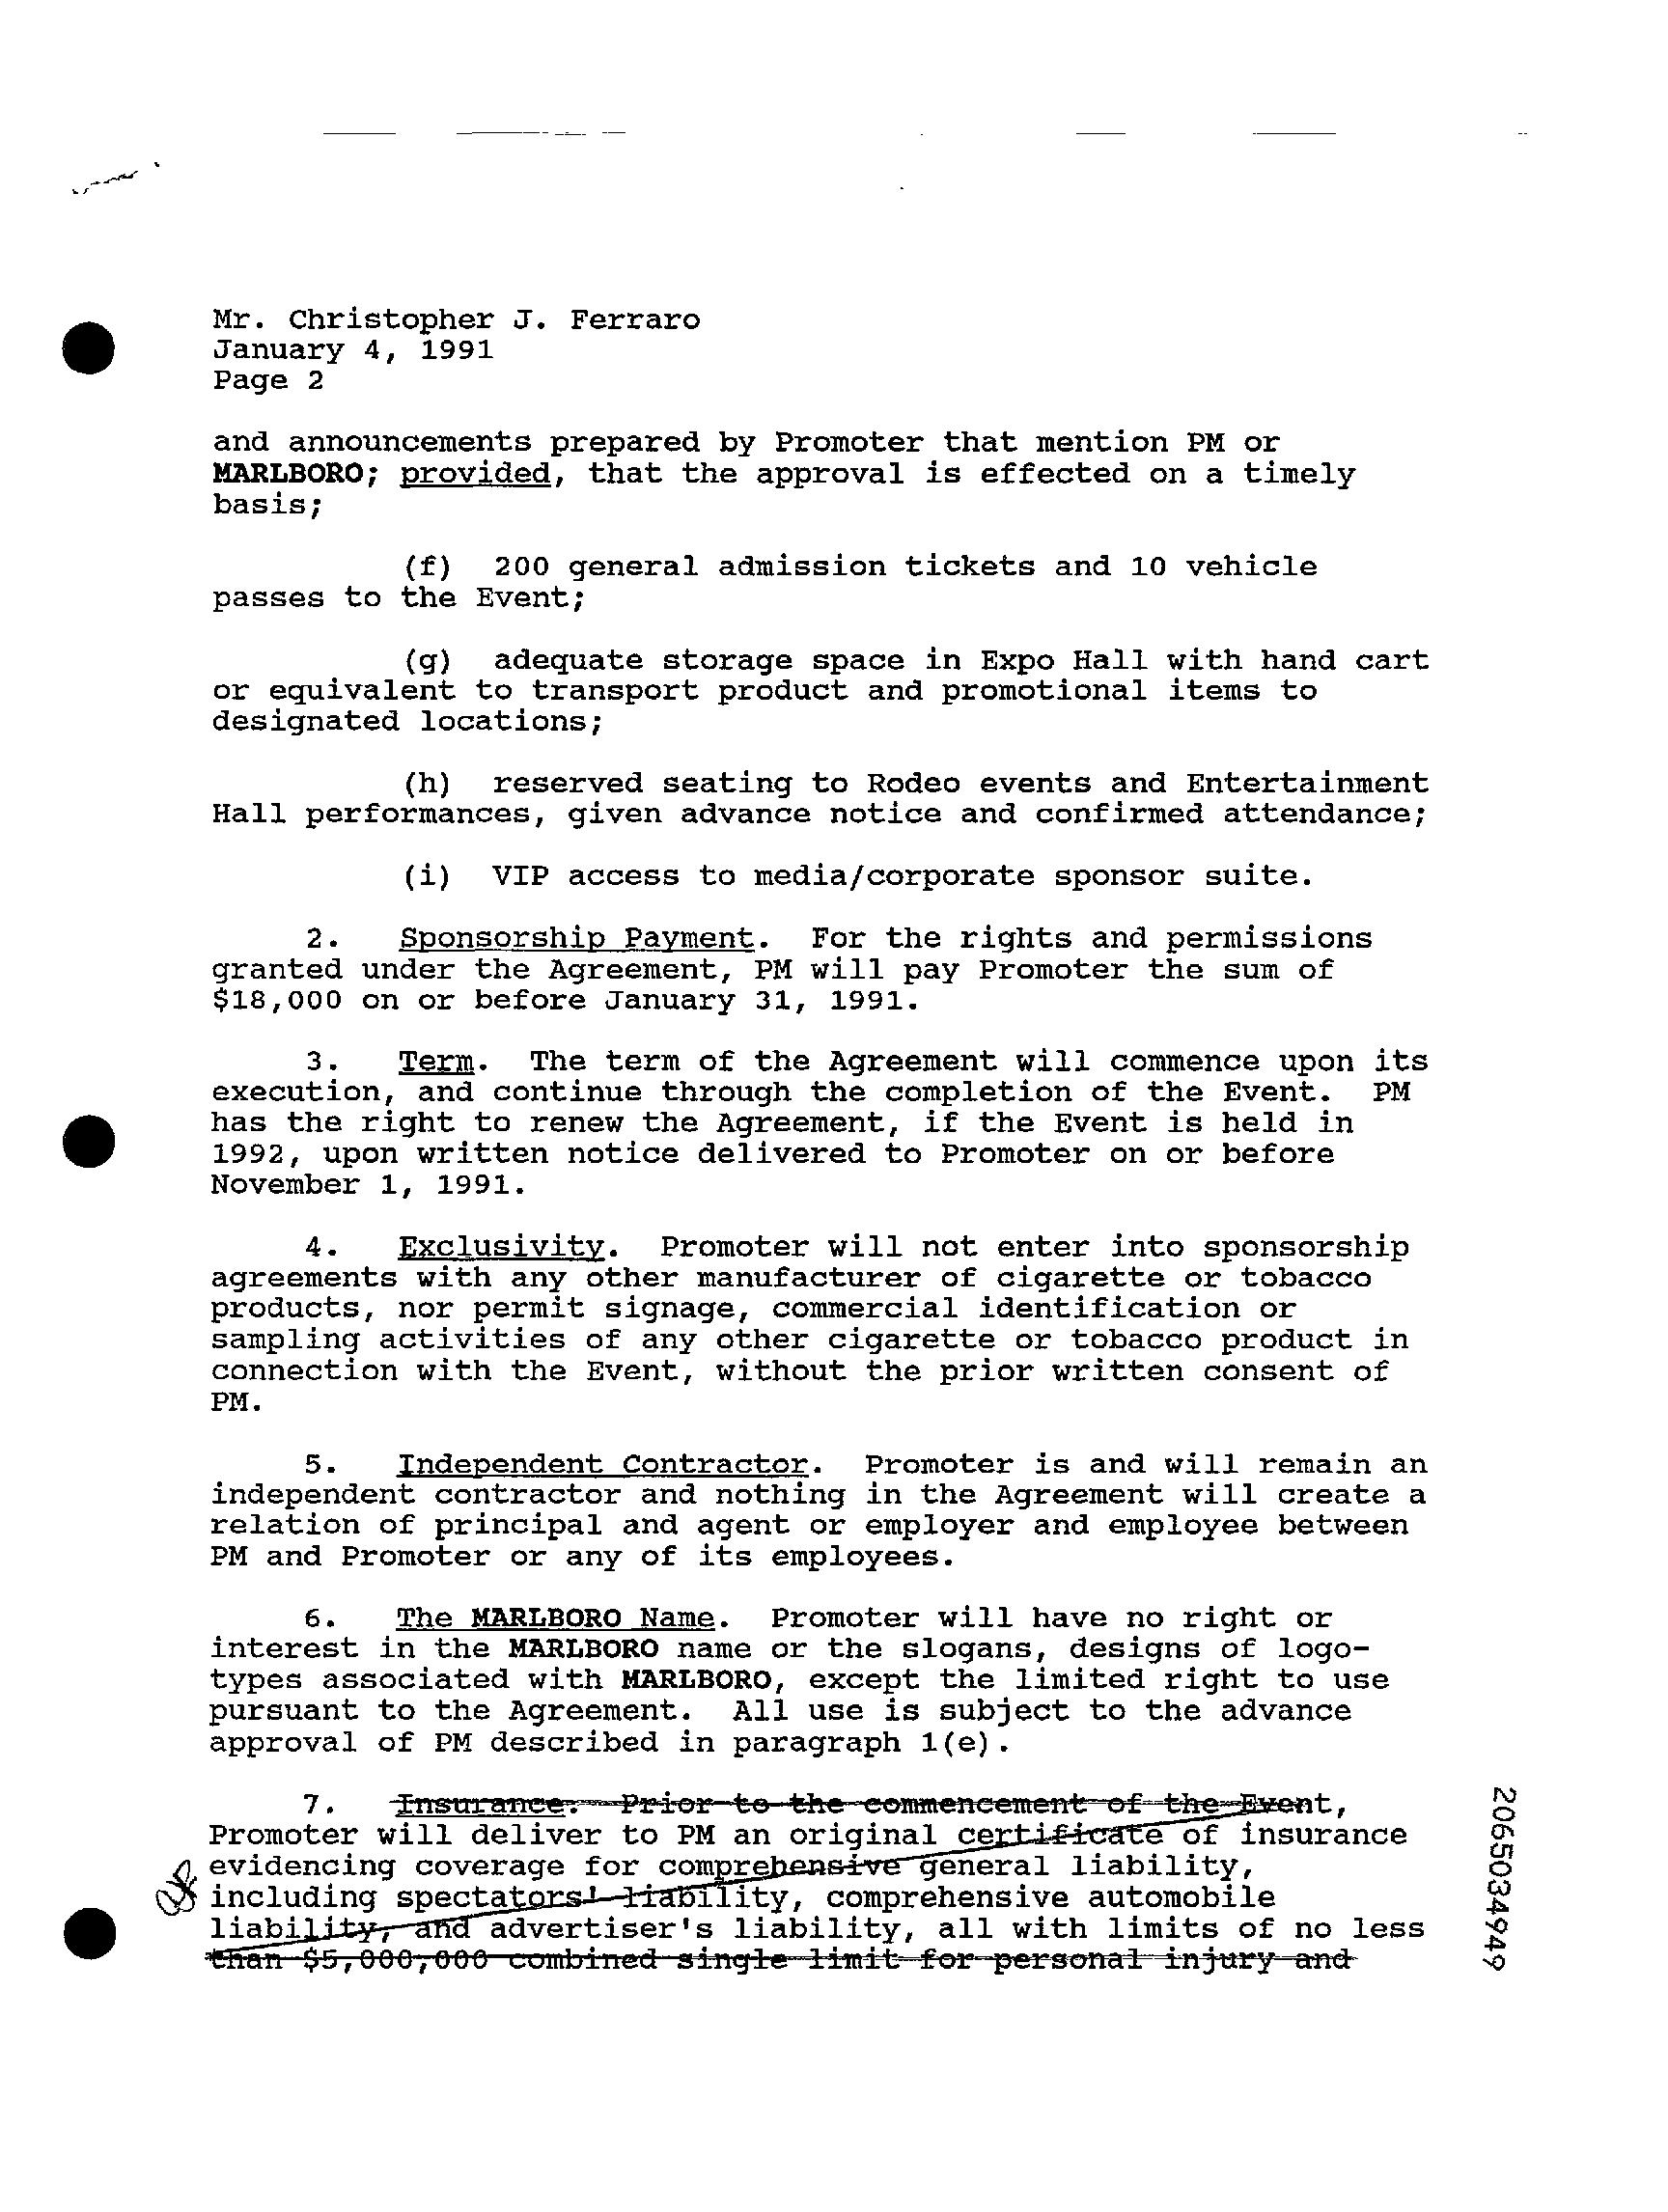 Mr. Christopher J. Ferraro
January 4, 1991
Page 2
and announcements prepared by Promoter that mention PM or
MARLBORO; provided, that the approval is effected on a timely
basis;
(f) 200 general admission tickets and 10 vehicle
passes to the Event;
(g) adequate storage space in Expo Hall with hand cart
or equivalent to transport product and promotional items to
designated locations;
(h) reserved seating to Rodeo events and Entertainment
Hall performances, given advance notice and confirmed attendance;
(i) VIP access to media/corporate sponsor suite.
2. Sponsorship Payment. For the rights and permissions
granted under the Agreement, PM will pay Promoter the sum of
$18,000 on or before January 31, 1991.
3. Term. The term of the Agreement will commence upon its
execution, and continue through the completion of the Event. PM
has the right to renew the Agreement, if the Event is held in
1992, upon written notice delivered to Promoter on or before
November 1, 1991.
4. Exclusivity. Promoter will not enter into sponsorship
agreements with any other manufacturer of cigarette or tobacco
products, nor permit signage, commercial identification or
sampling activities of any other cigarette or tobacco product in
connection with the Event, without the prior written consent of
PM.
5. Independent Contractor. Promoter is and will remain an
independent contractor and nothing in the Agreement will create a
relation of principal and agent or employer and employee between
PM and Promoter or any of its employees.
6. The MARLBORO Name. Promoter will have no right or
interest in the MARLBORO name or the slogans, designs of logo-
types associated with MARLBORO, except the limited right to use
pursuant to the Agreement. All use is subject to the advance
approval of PM described in paragraph 1(e).
7. Insurance. Prior to the commencement of the Event,
Promoter will deliver to PM an original certificate of insurance
evidencing coverage for comprehensive general liability,
including spectators' liability, comprehensive automobile
liability, and advertiser's liability, all with limits of no less
than $5,000,000 combined single limit for personal injury and
2065034949